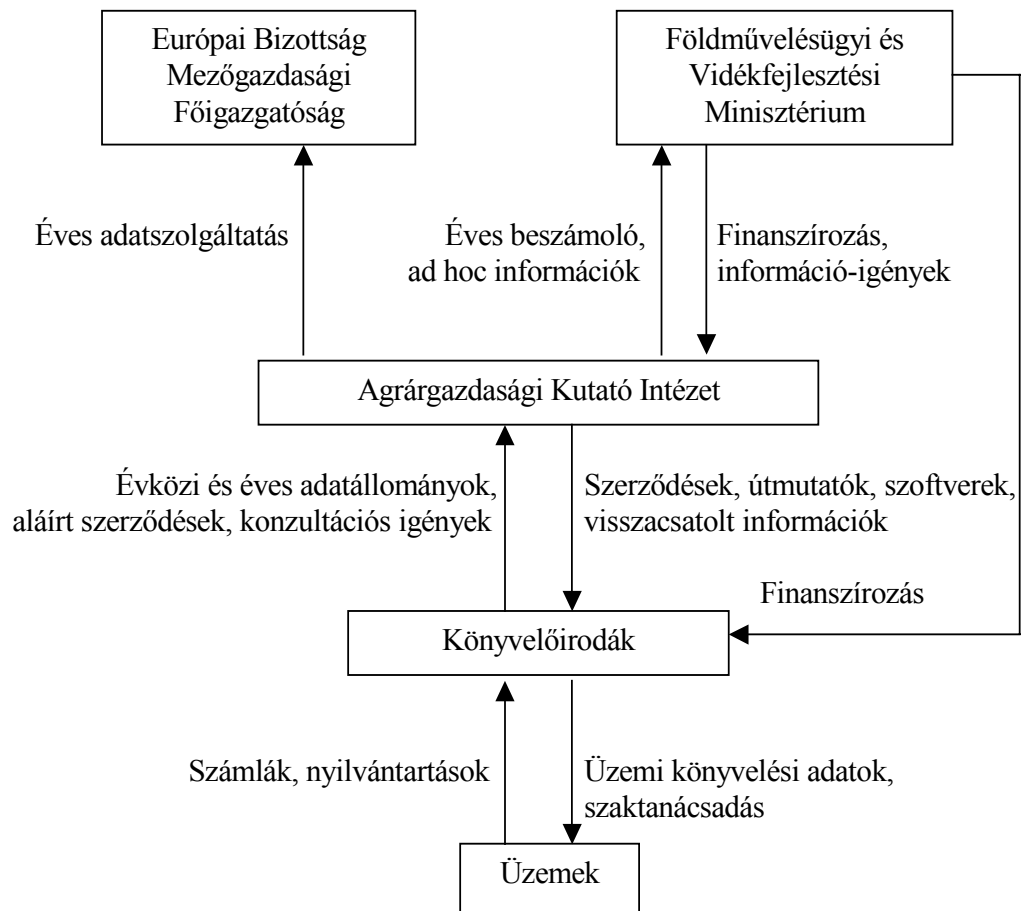 Európai Bizottság
Mezőgazdasági
Főigazgatóság
Földművelésügyi és
Vidékfejlesztési
Minisztérium
Éves adatszolgáltatás
Éves beszámoló,
ad hoc információk
Finanszírozás,
információ-igények
Agrárgazdasági Kutató Intézet
Évközi és éves adatállományok,
aláírt szerződések, konzultációs igények
Szerződések, útmutatók, szoftverek,
visszacsatolt információk
Finanszírozás
Könyvelőirodák
Számlák, nyilvántartások
Üzemi könyvelési adatok,
szaktanácsadás
Üzemek